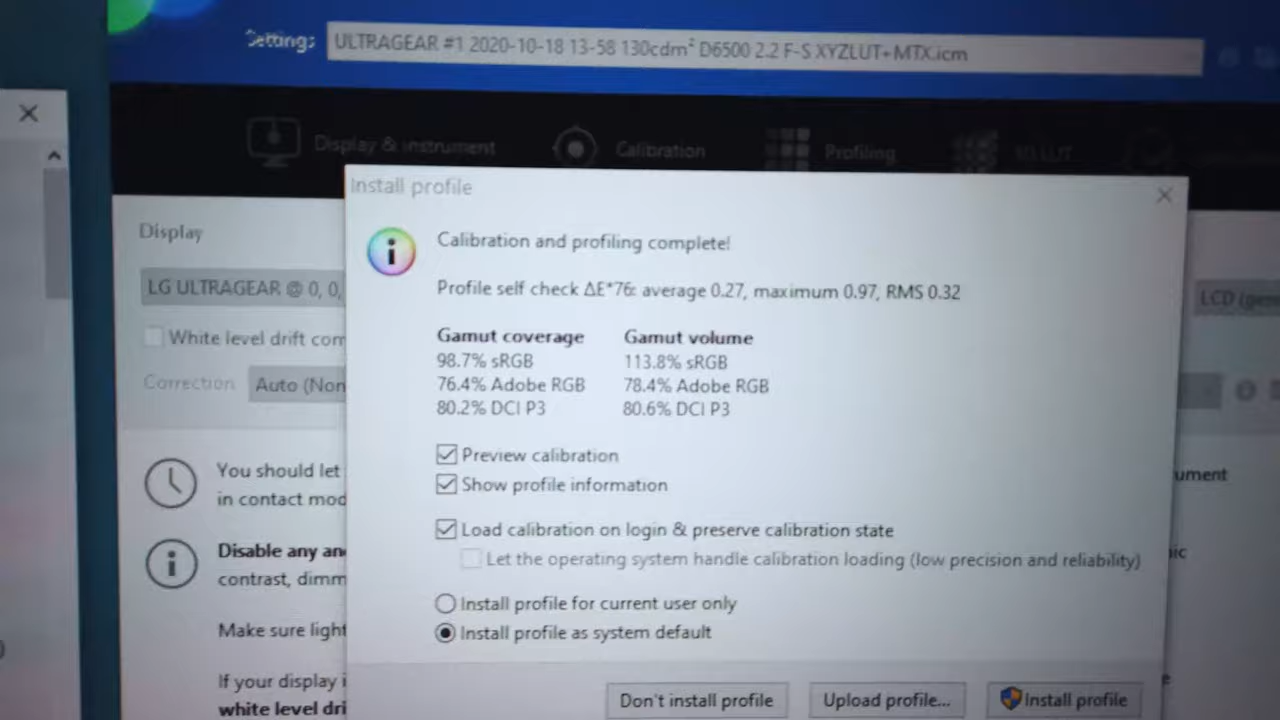 Settings ULTRAGEAR #1 2020-10-18 13-58 130cdm² D6500 2.2 F-S XYZLUT+MTX.icm
Display & instrument Calibration Profiling 3D LUT
Install profile
Display
Calibration and profiling complete!
LG ULTRAGEAR @ 0, 0,
Profile self check ΔE*76: average 0.27, maximum 0.97, RMS 0.32
LCD
White level drift com
Gamut coverage Gamut volume
98.7% sRGB 113.8% sRGB
Correction Auto (Non
76.4% Adobe RGB 78.4% Adobe RGB
80.2% DCI P3 80.6% DCI P3
Preview calibration
You should let
in contact mod
Show profile information
ument
Load calibration on login & preserve calibration state
Disable any an
Let the operating system handle calibration loading (low precision and reliability)
ic
contrast, dimm
Install profile for current user only
Make sure light
Install profile as system default
If your display i
white level dri
Don't install profile Upload profile... Install profile